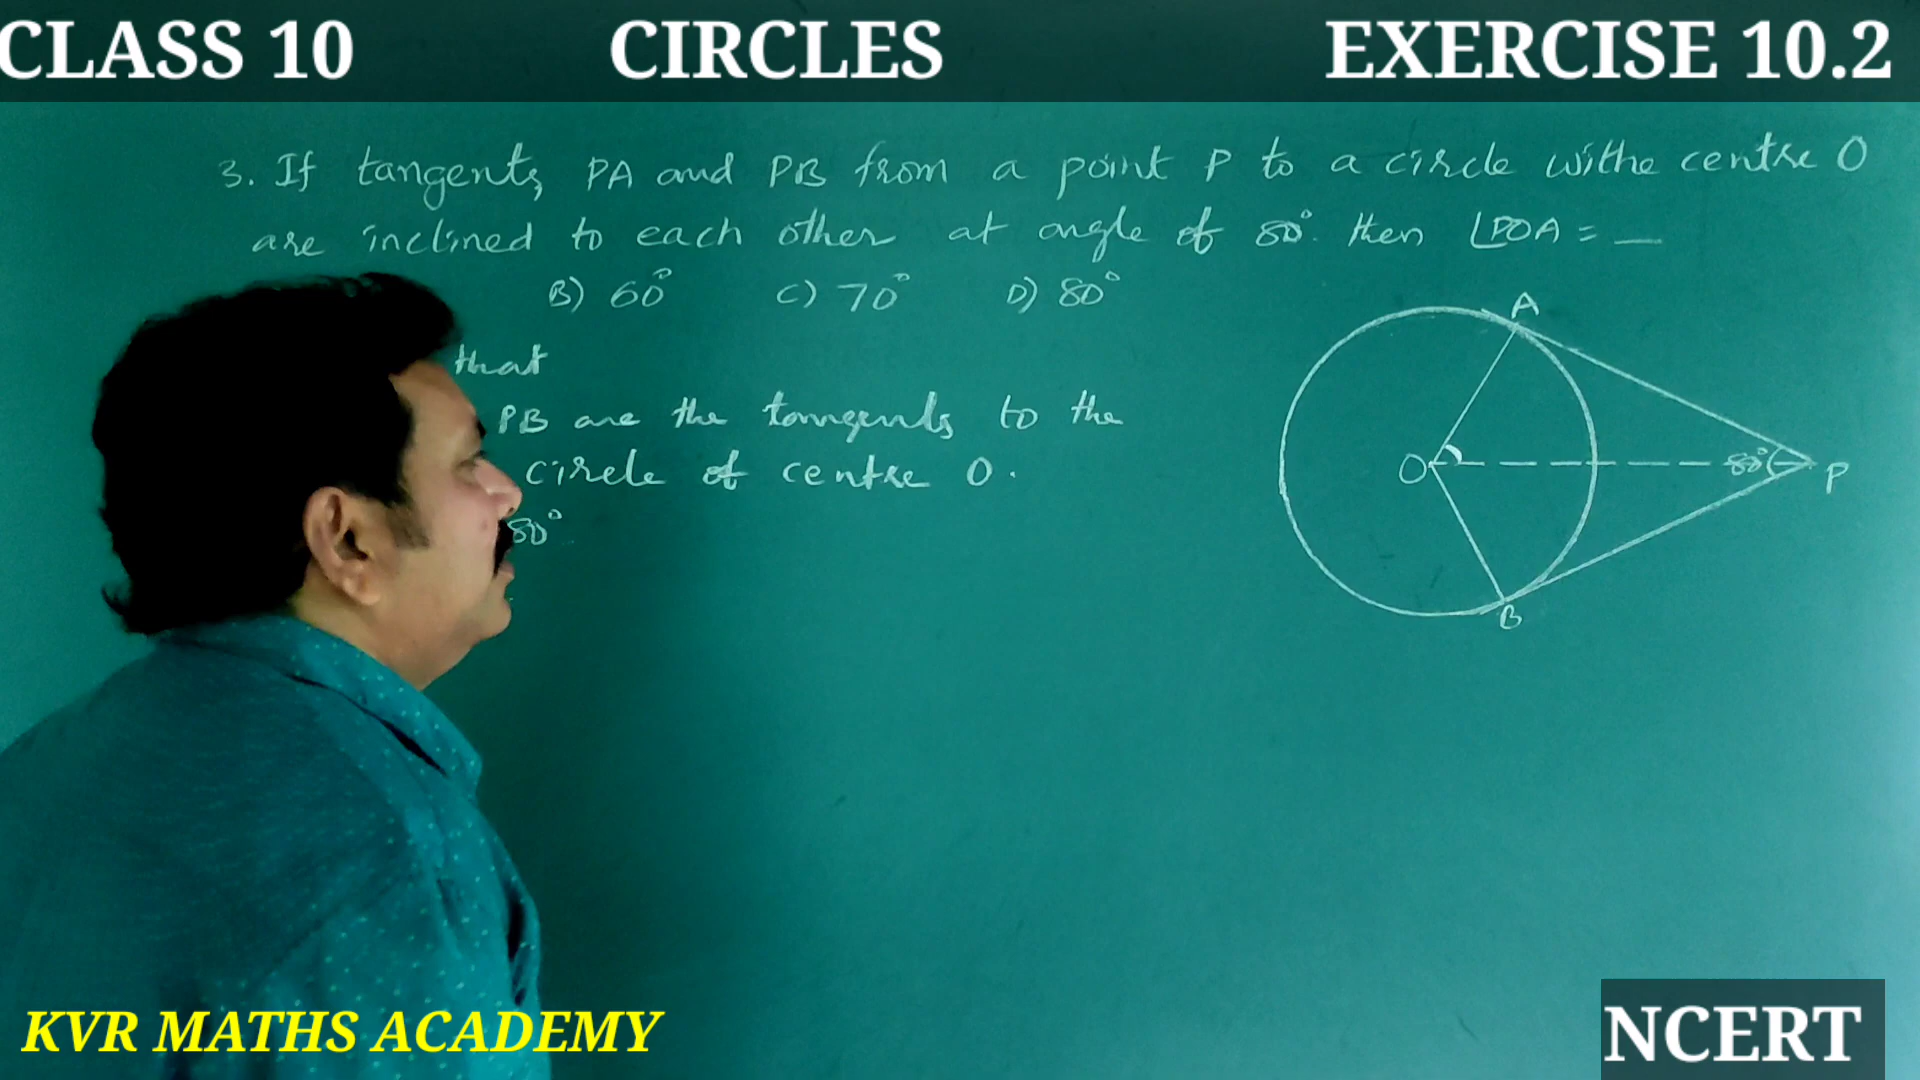 CLASS 10 CIRCLES EXERCISE 10.2
3. If tangents PA and PB from a point P to a circle withe centre O
are inclined to each other at angle of 80° then ∠POA = __
B) 60° C) 70° D) 80°
that
PB are the tangents to the
circle of centre O.
80°
A
O
80°
P
B
KVR MATHS ACADEMY
NCERT